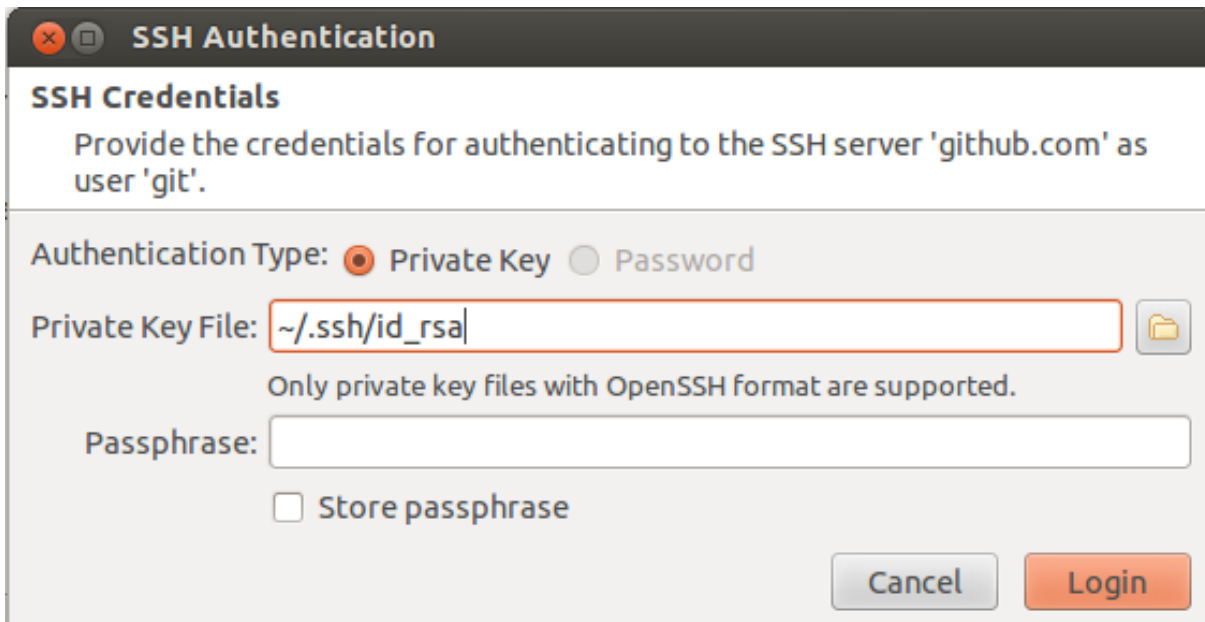 SSH Authentication
SSH Credentials
Provide the credentials for authenticating to the SSH server 'github.com' as
user 'git'.
Authentication Type: Private Key Password
Private Key File: ~/.ssh/id_rsa
Only private key files with OpenSSH format are supported.
Passphrase:
Store passphrase
Cancel Login